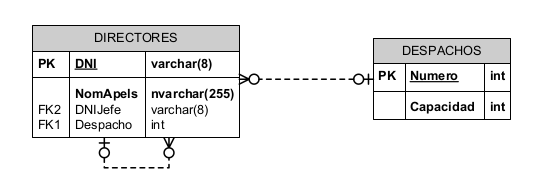 DIRECTORES
PK DNI varchar(8)
NomApels nvarchar(255)
FK2 DNIJefe varchar(8)
FK1 Despacho int
DESPACHOS
PK Numero int
Capacidad int